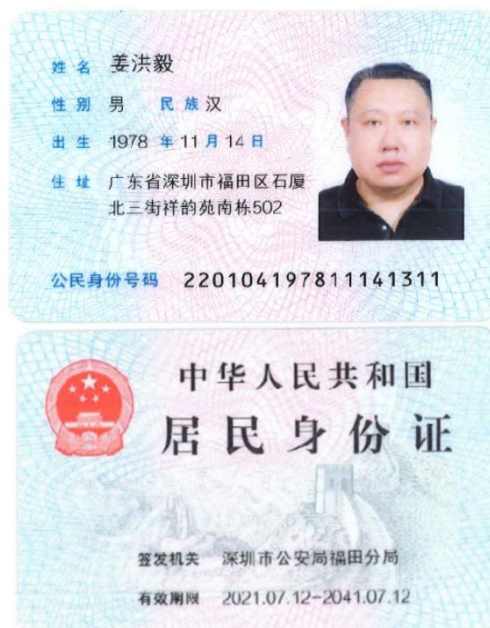 姓名 姜洪毅
性别 男 民族 汉
出生 1978 年 11 月 14 日
住址 广东省深圳市福田区石厦
北三街祥韵苑南栋502
公民身份号码 220104197811141311
中华人民共和国
居民身份证
签发机关 深圳市公安局福田分局
有效期限 2021.07.12-2041.07.12